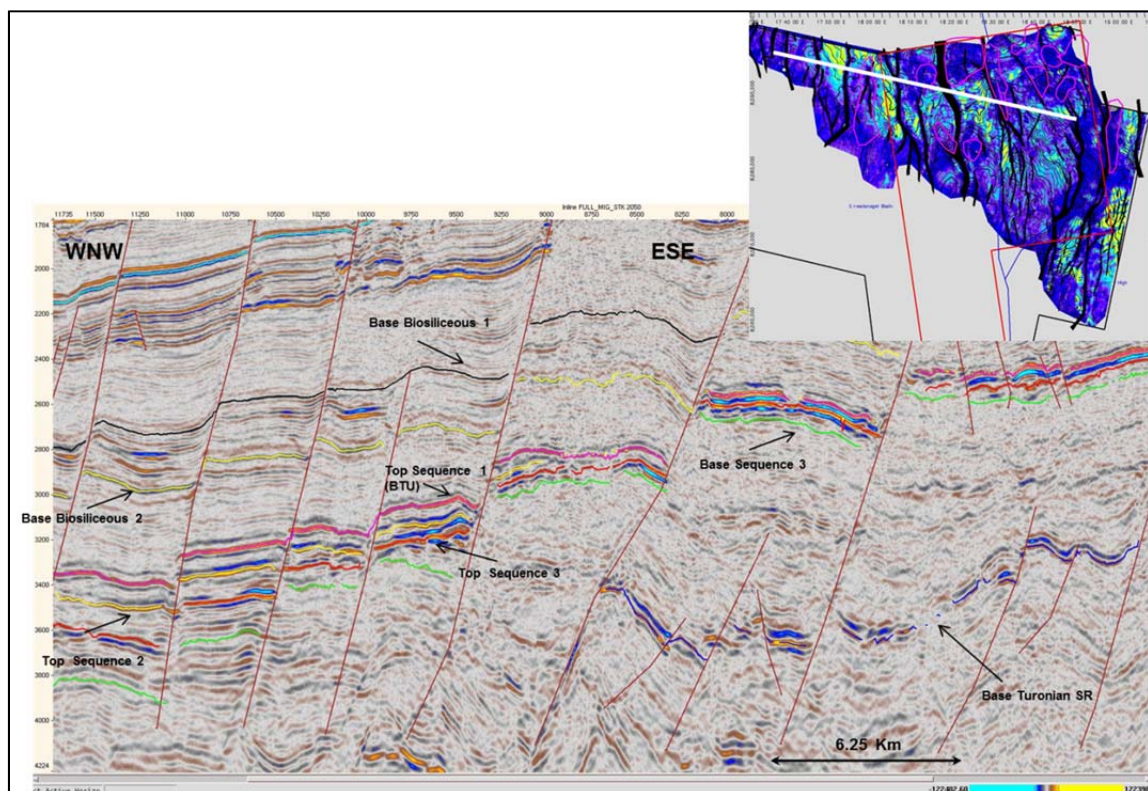 Inline FULL_MIG_STK 2050
11735 11500 11250 11000 10750 10500 10250 10000 9750 9500 9250 9000 8750 8500 8250 8000
1704
WNW
ESE
2000
2200
Base Biosiliceous 1
2400
2600
2800
Top Sequence 1
(BTU)
Base Sequence 3
3000
Base Biosiliceous 2
3200
Top Sequence 3
3400
3600
Top Sequence 2
3800
Base Turonian SR
4000
6.25 Km
4224